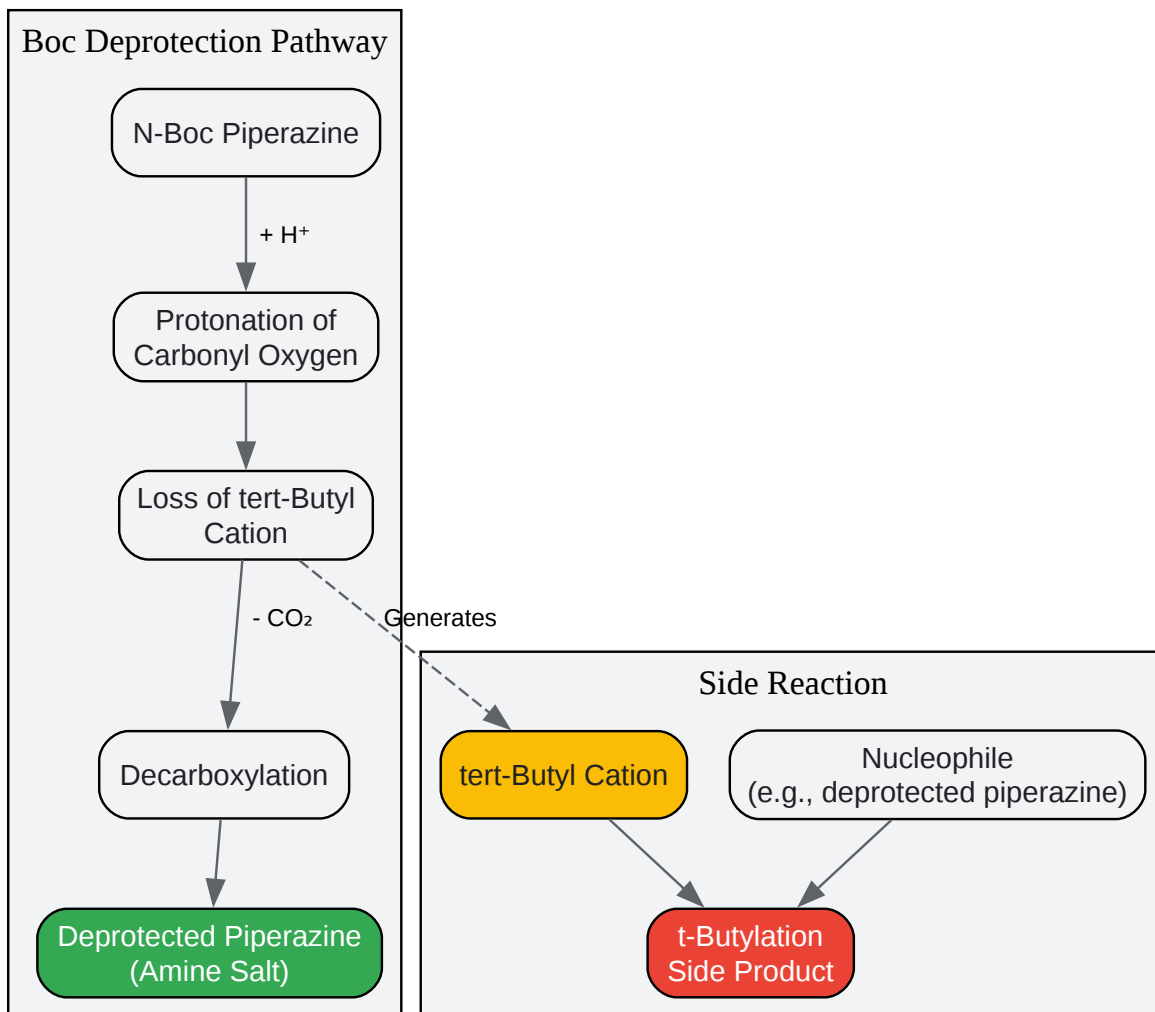 Boc Deprotection Pathway
N-Boc Piperazine
+ H⁺
Protonation of
Carbonyl Oxygen
Loss of tert-Butyl
Cation
- CO₂
Generates
Decarboxylation
Deprotected Piperazine
(Amine Salt)
Side Reaction
tert-Butyl Cation
Nucleophile
(e.g., deprotected piperazine)
t-Butylation
Side Product